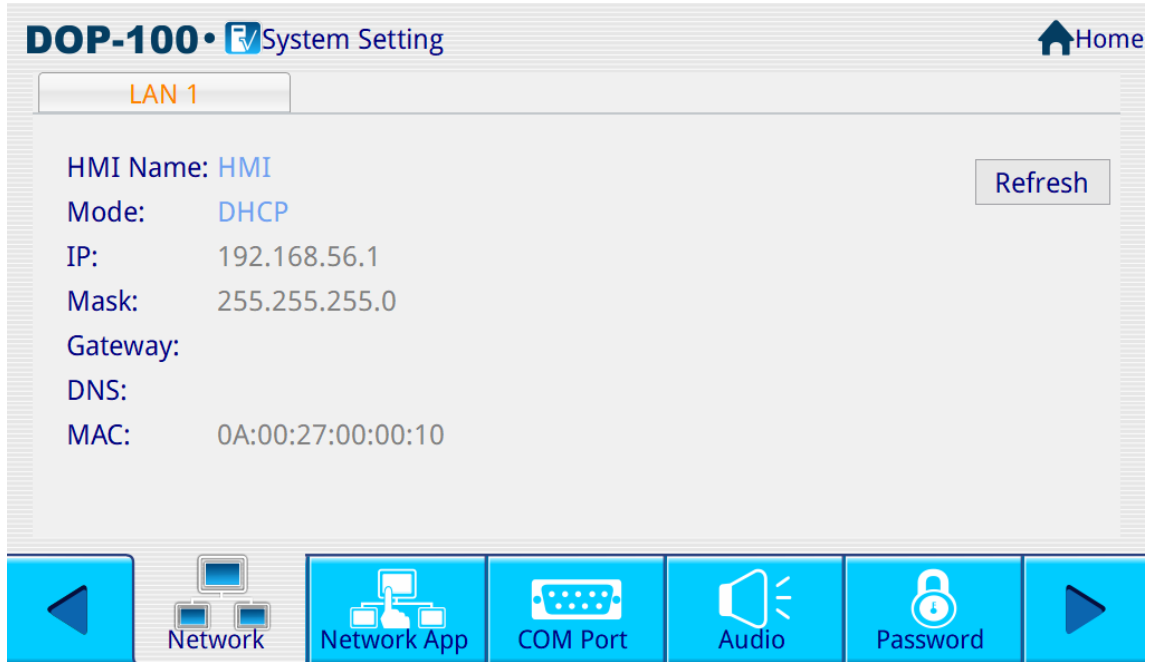 DOP-100• System Setting
Home
LAN 1
HMI Name: HMI
Refresh
Mode: DHCP
IP: 192.168.56.1
Mask: 255.255.255.0
Gateway:
DNS:
MAC: 0A:00:27:00:00:10
Network
Network App
COM Port
Audio
Password